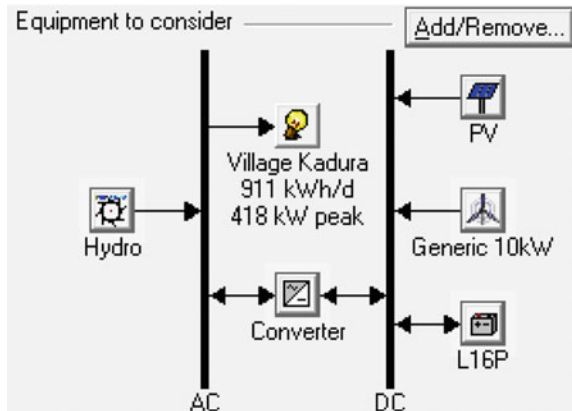 Equipment to consider
Add/Remove...
PV
Village Kadura
911 kWh/d
418 kW peak
Hydro
Generic 10kW
Converter
L16P
AC
DC